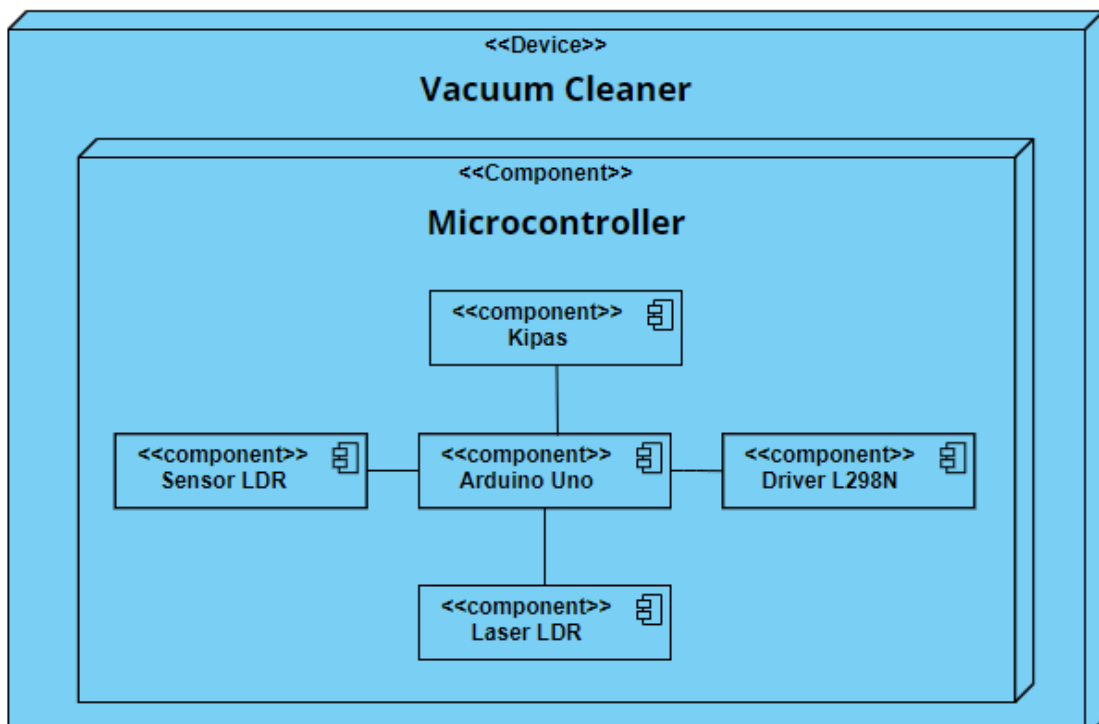 <<Device>>
Vacuum Cleaner
<<Component>>
Microcontroller
<<component>>
Kipas
<<component>>
Sensor LDR
<<component>>
Arduino Uno
<<component>>
Driver L298N
<<component>>
Laser LDR